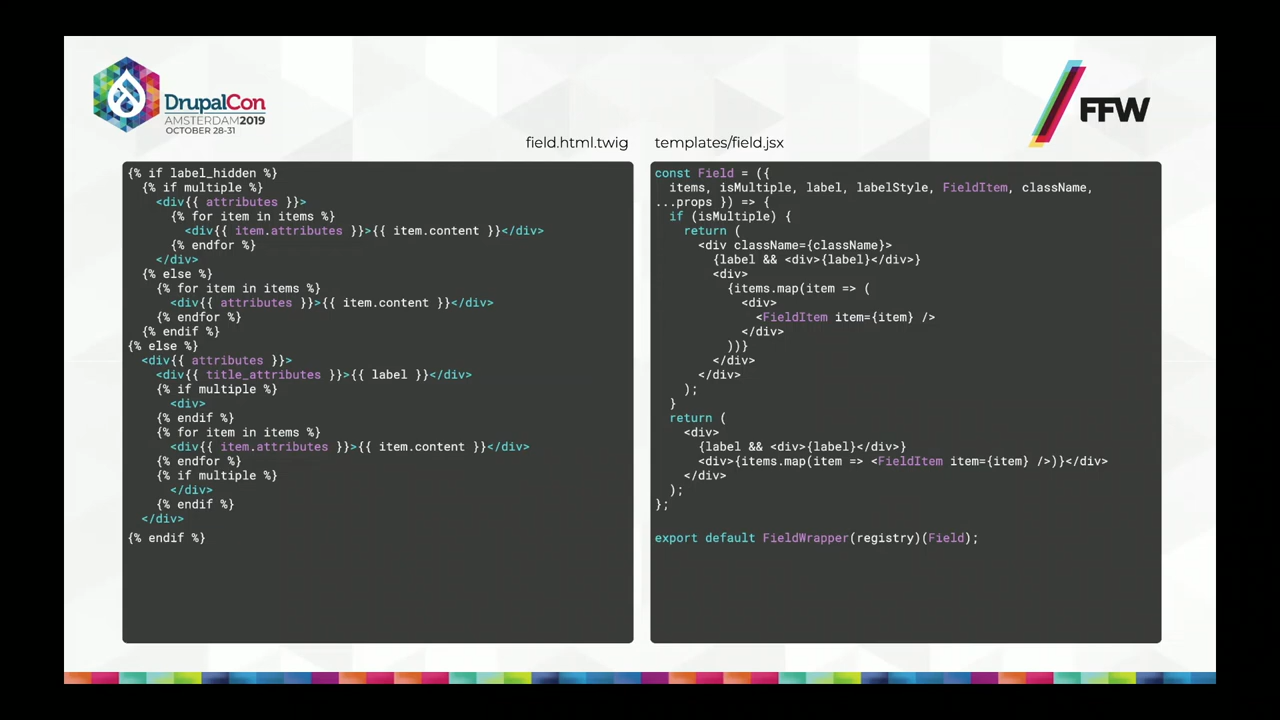 DrupalCon
AMSTERDAM2019
OCTOBER 28-31
FFW
field.html.twig
{% if label_hidden %}
  {% if multiple %}
    <div{{ attributes }}>
      {% for item in items %}
        <div{{ item.attributes }}>{{ item.content }}</div>
      {% endfor %}
    </div>
  {% else %}
    {% for item in items %}
      <div{{ attributes }}>{{ item.content }}</div>
    {% endfor %}
  {% endif %}
{% else %}
  <div{{ attributes }}>
    <div{{ title_attributes }}>{{ label }}</div>
    {% if multiple %}
      <div>
    {% endif %}
    {% for item in items %}
      <div{{ item.attributes }}>{{ item.content }}</div>
    {% endfor %}
    {% if multiple %}
      </div>
    {% endif %}
  </div>
{% endif %}
templates/field.jsx
const Field = ({
  items, isMultiple, label, labelStyle, FieldItem, className,
...props }) => {
  if (isMultiple) {
    return (
      <div className={className}>
        {label && <div>{label}</div>}
        <div>
          {items.map(item => (
            <div>
              <FieldItem item={item} />
            </div>
          ))}
        </div>
      </div>
    );
  }
  return (
    <div>
      {label && <div>{label}</div>}
      <div>{items.map(item => <FieldItem item={item} />)}</div>
    </div>
  );
};
export default FieldWrapper(registry)(Field);